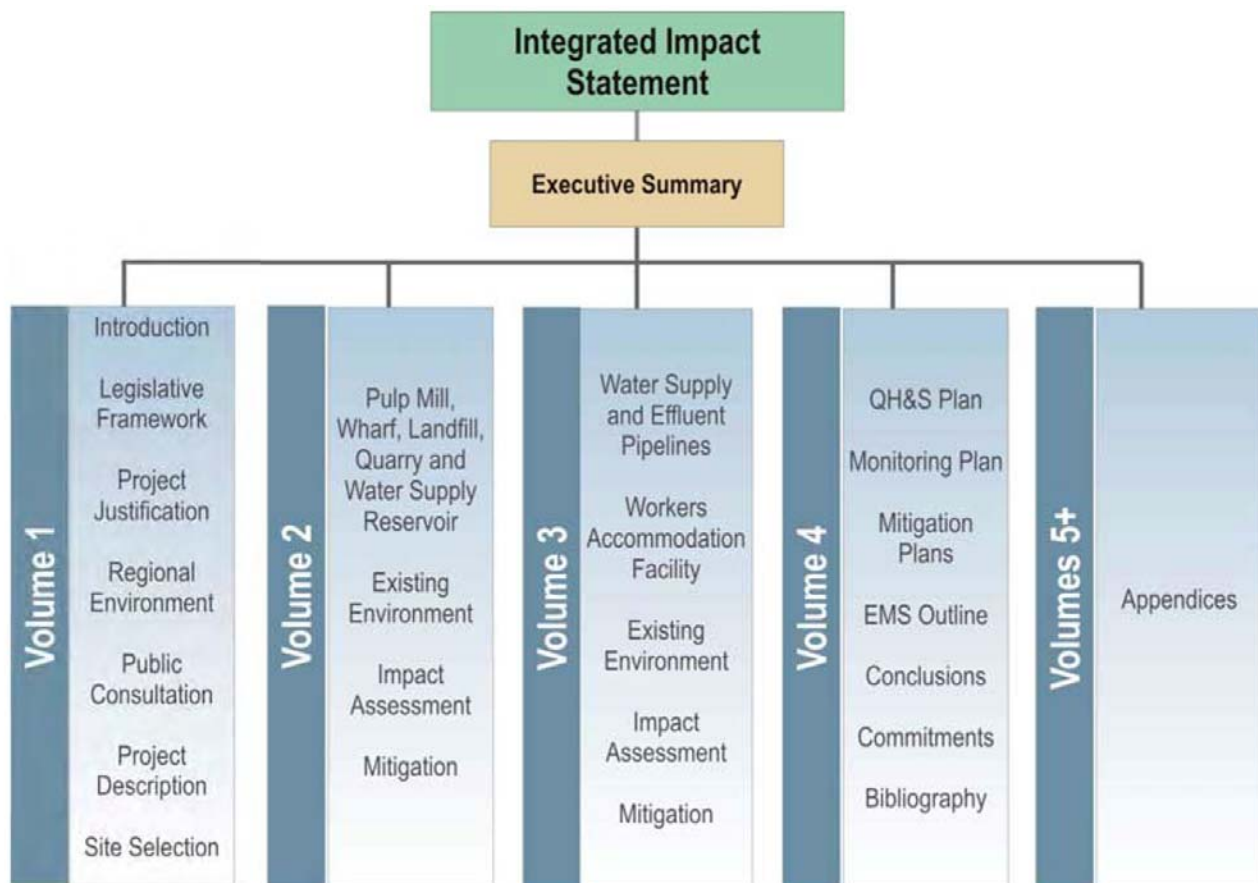 Integrated Impact
Statement
Executive Summary
Volume 1
Introduction
Legislative
Framework
Project
Justification
Regional
Environment
Public
Consultation
Project
Description
Site Selection
Volume 2
Pulp Mill,
Wharf, Landfill,
Quarry and
Water Supply
Reservoir
Existing
Environment
Impact
Assessment
Mitigation
Volume 3
Water Supply
and Effluent
Pipelines
Workers
Accommodation
Facility
Existing
Environment
Impact
Assessment
Mitigation
Volume 4
QH&S Plan
Monitoring Plan
Mitigation
Plans
EMS Outline
Conclusions
Commitments
Bibliography
Volumes 5+
Appendices